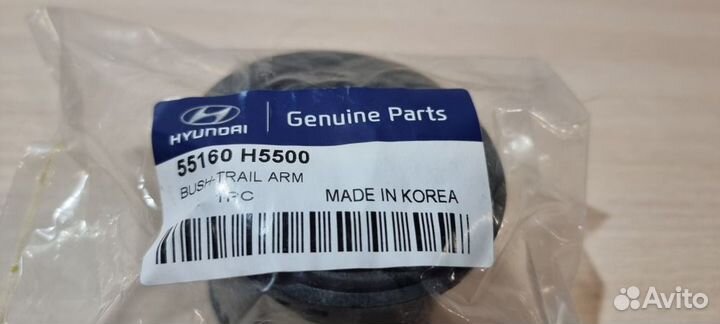 HYUNDAI
Genuine Parts
55160 H5500
BUSH-TRAIL ARM
1PC
MADE IN KOREA
Avito